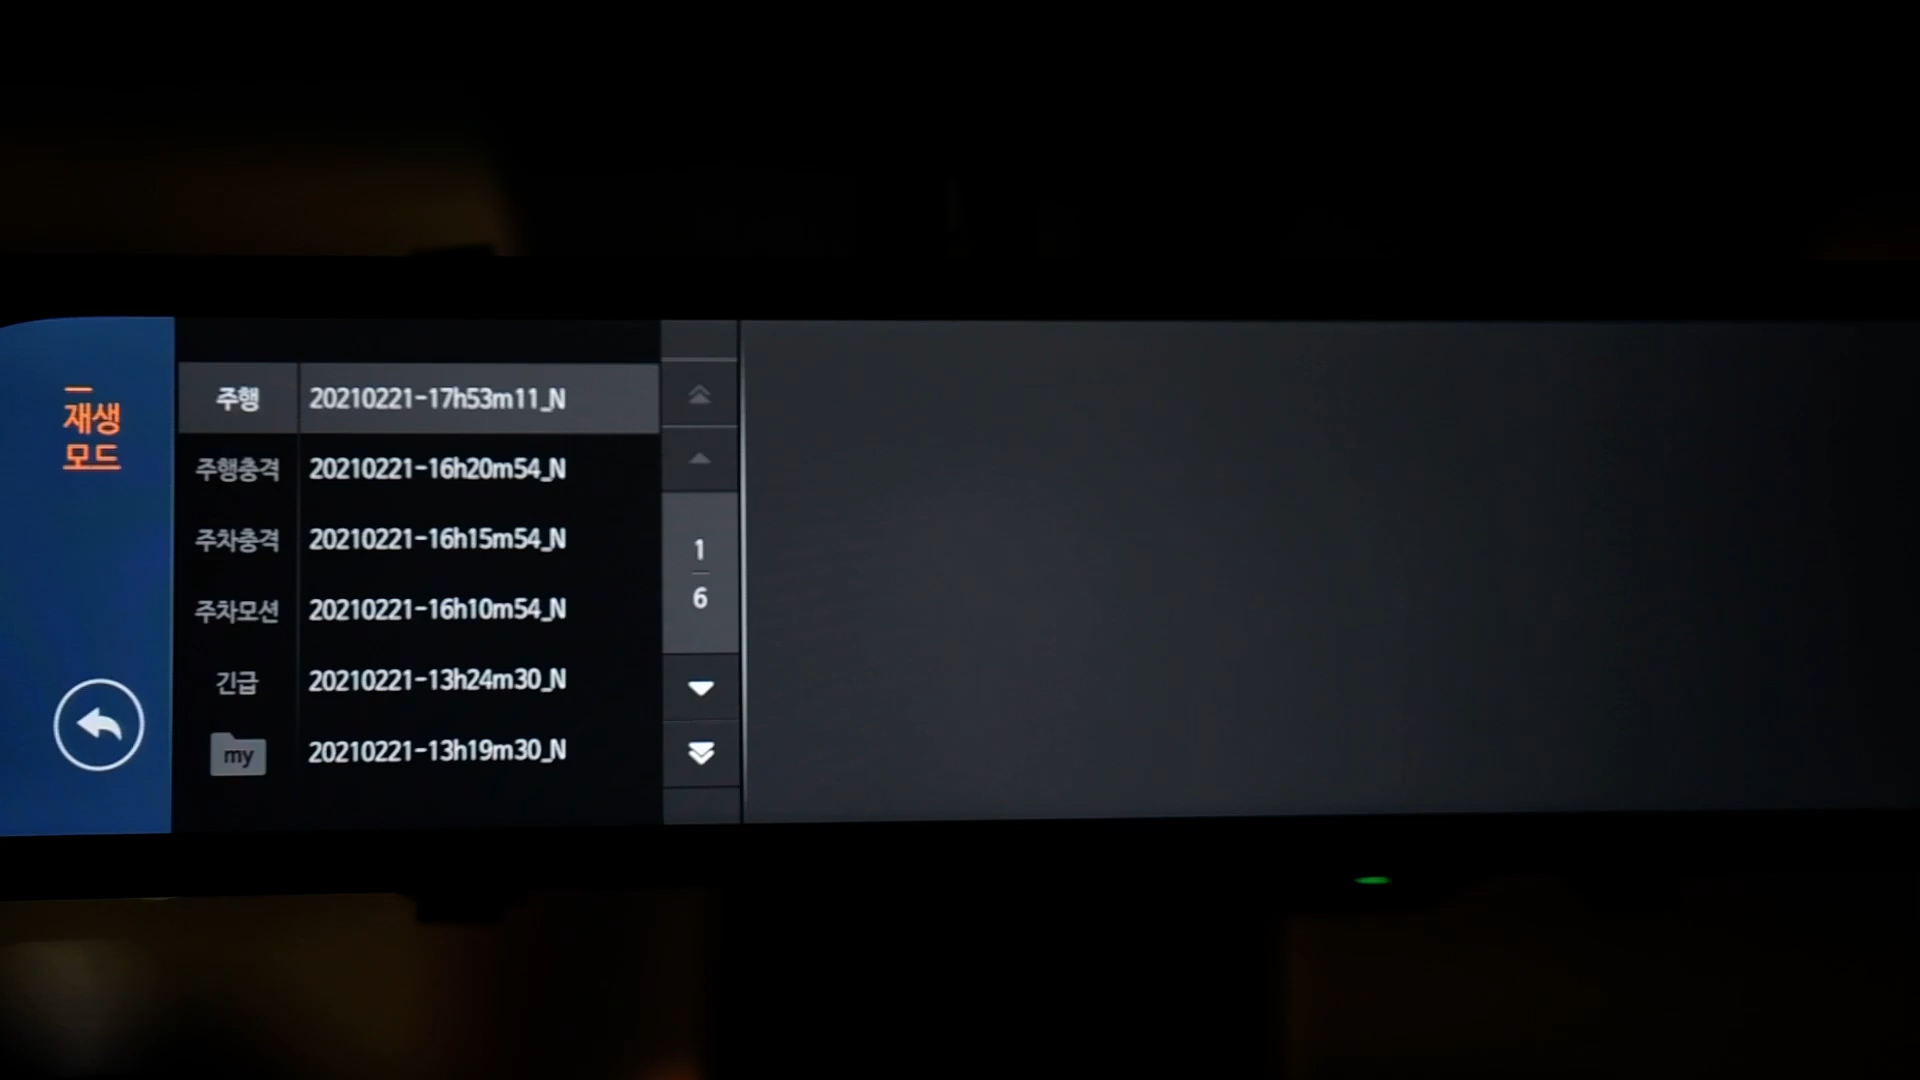 재생
모드
주행 20210221-17h53m11_N
주행충격 20210221-16h20m54_N
주차충격 20210221-16h15m54_N
주차모션 20210221-16h10m54_N
긴급 20210221-13h24m30_N
my 20210221-13h19m30_N
1
6